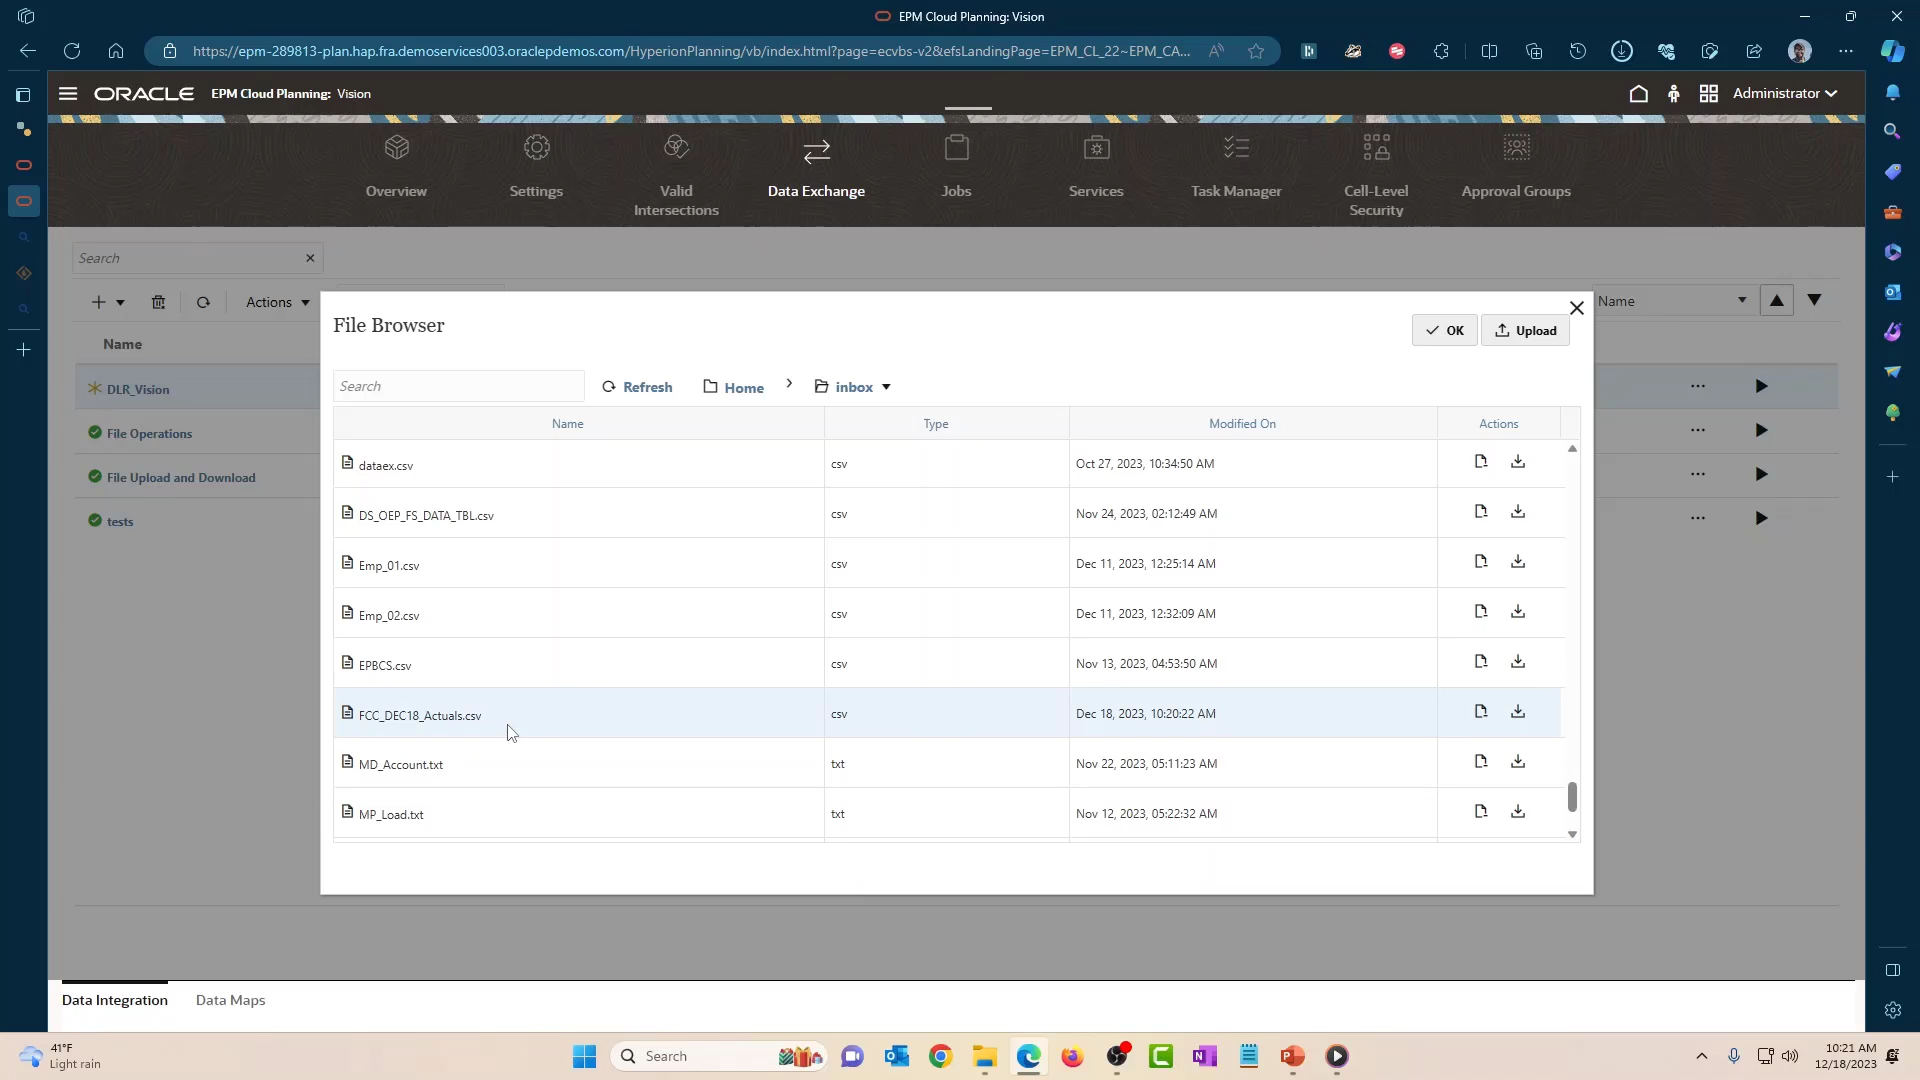 EPM Cloud Planning: Vision
https://epm-289813-plan.hap.fra.demoservices003.oraclepdemos.com/HyperionPlanning/vb/index.html?page=ecvbs-v2&efsLandingPage=EPM_CL_22~EPM_CA...
ORACLE EPM Cloud Planning: Vision
Administrator
Overview
Settings
Valid Intersections
Data Exchange
Jobs
Services
Task Manager
Cell-Level Security
Approval Groups
Search
Actions
Name
Name
DLR_Vision
File Operations
File Upload and Download
tests
File Browser
OK
Upload
Search
Refresh
Home
inbox
Name Type Modified On Actions
dataex.csv csv Oct 27, 2023, 10:34:50 AM
DS_OEP_FS_DATA_TBL.csv csv Nov 24, 2023, 02:12:49 AM
Emp_01.csv csv Dec 11, 2023, 12:25:14 AM
Emp_02.csv csv Dec 11, 2023, 12:32:09 AM
EPBCS.csv csv Nov 13, 2023, 04:53:50 AM
FCC_DEC18_Actuals.csv csv Dec 18, 2023, 10:20:22 AM
MD_Account.txt txt Nov 22, 2023, 05:11:23 AM
MP_Load.txt txt Nov 12, 2023, 05:22:32 AM
Data Integration Data Maps
41°F
Light rain
Search
10:21 AM
12/18/2023